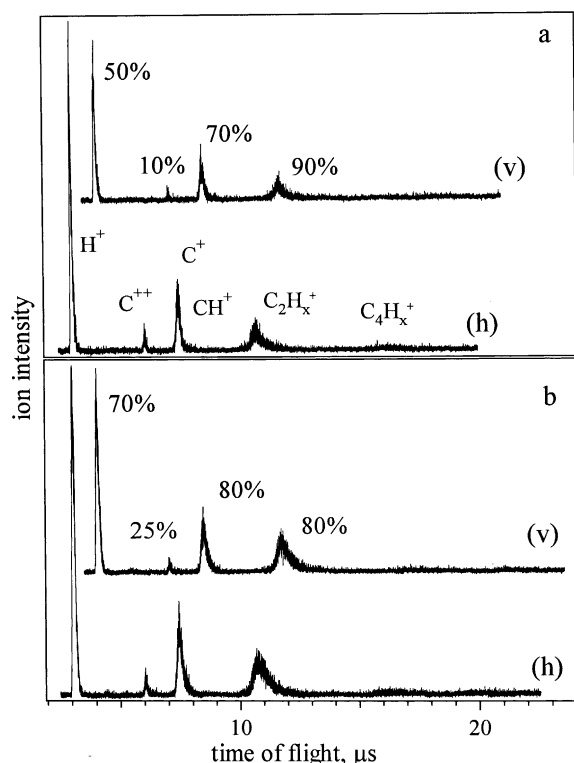 a
50%
70%
10%
90%
(v)
H⁺
C⁺
C⁺⁺
CH⁺
C₂Hₓ⁺
C₄Hₓ⁺
(h)
ion intensity
b
70%
80%
25%
80%
(v)
(h)
10
20
time of flight, μs